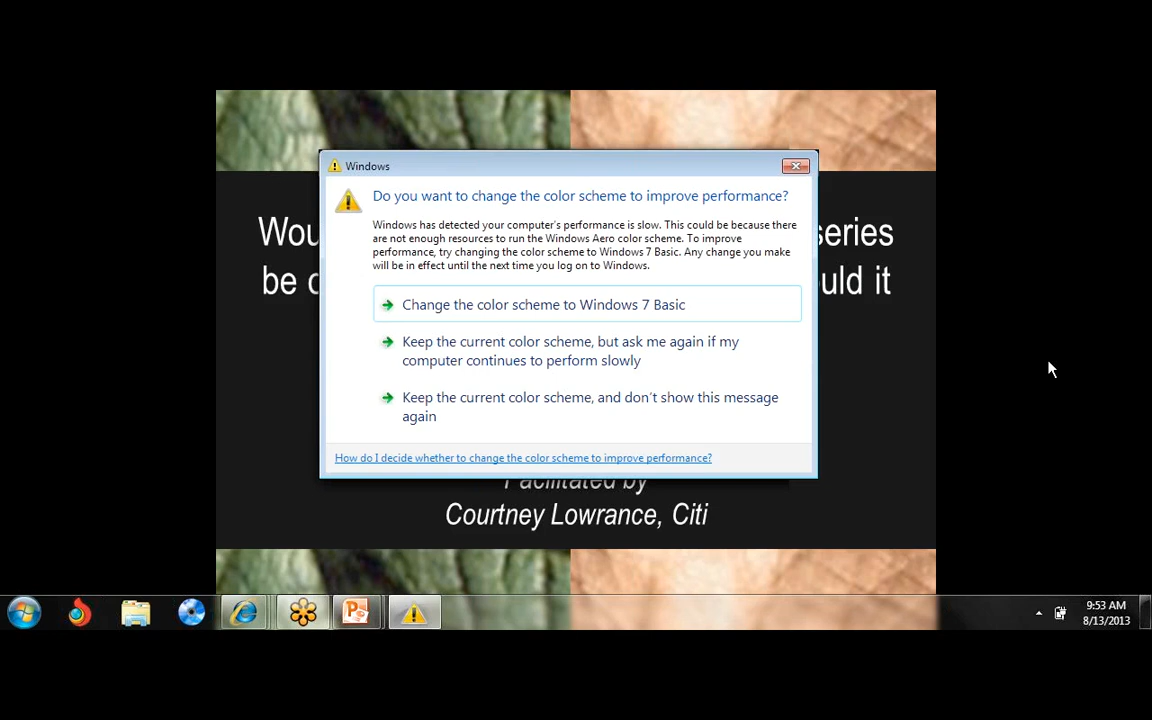 Windows
Do you want to change the color scheme to improve performance?
Windows has detected your computer's performance is slow. This could be because there
are not enough resources to run the Windows Aero color scheme. To improve
performance, try changing the color scheme to Windows 7 Basic. Any change you make
will be in effect until the next time you log on to Windows.
Change the color scheme to Windows 7 Basic
Keep the current color scheme, but ask me again if my
computer continues to perform slowly
Keep the current color scheme, and don't show this message
again
How do I decide whether to change the color scheme to improve performance?
series
be
it
Facilitated by
Courtney Lowrance, Citi
9:53 AM
8/13/2013